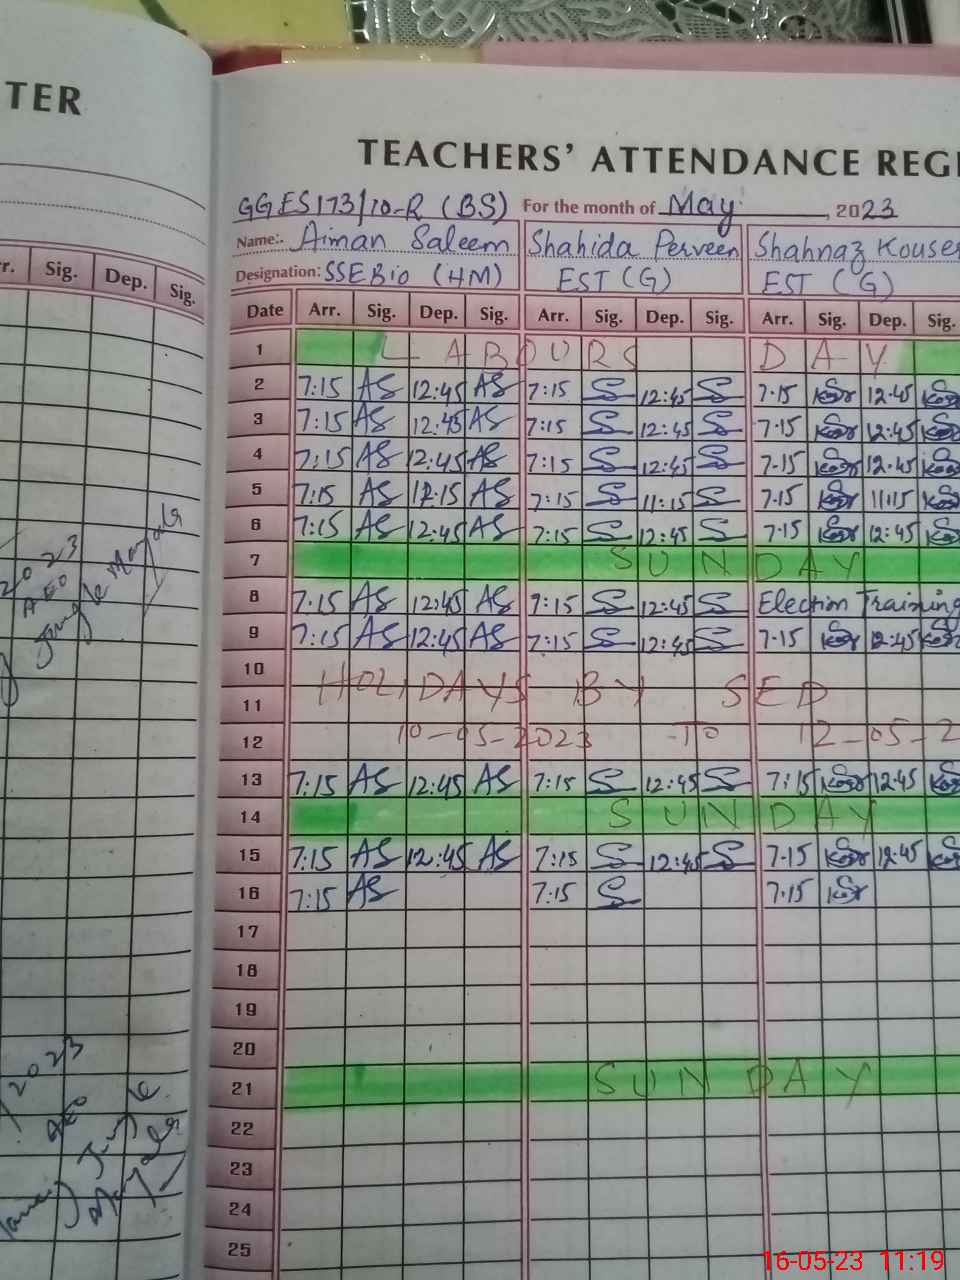 TER
r. Sig. Dep. Sig.
2023
AEO
2023
AEO
TEACHERS' ATTENDANCE REGI
GGES 173/10-R (BS) For the month of May, 2023
Name:. Aiman Saleem Shahida Perveen Shahnaz Kouser
Designation: SSE Bio (HM) EST (G) EST (G)
Date Arr. Sig. Dep. Sig. Arr. Sig. Dep. Sig. Arr. Sig. Dep. Sig.
1 LABOURS DAY
2 7:15 AS 12:45 AS 7:15 S 12:45 S 7.15 12.45
3 7:15 AS 12:45 AS 7:15 S 12:45 S 7.15 12.45
4 7:15 AS 12:45 AS 7:15 S 12:45 S 7.15 12.45
5 7:15 AS AS 7:15 S 11:15 S 7.15 11:15
6 7:15 AS 12:45 AS 7:15 S 12:45 S 7.15 12:45
7 SUNDAY
8 7:15 AS 12:45 AS 7:15 S 12:45 S Election Training
9 7:15 AS 12:45 AS 7:15 S 12:45 S 7.15 12.45
10
HOLIDAYS BY SED
11
12 10-05-2023 TO 12-05-2
13 7:15 AS 12:45 AS 7:15 S 12:45 S 7:15 12:45
14 SUNDAY
15 7:15 AS 12:45 AS 7:15 S 12:45 S 7.15 12.45
16 7:15 AS 7:15 S 7.15
17
18
19
20
21 SUNDAY
22
23
24
25
16-05-23 11:19